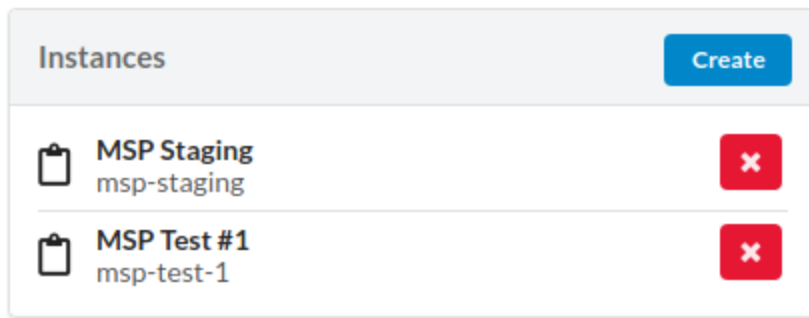 Instances
Create
MSP Staging
msp-staging
MSP Test #1
msp-test-1